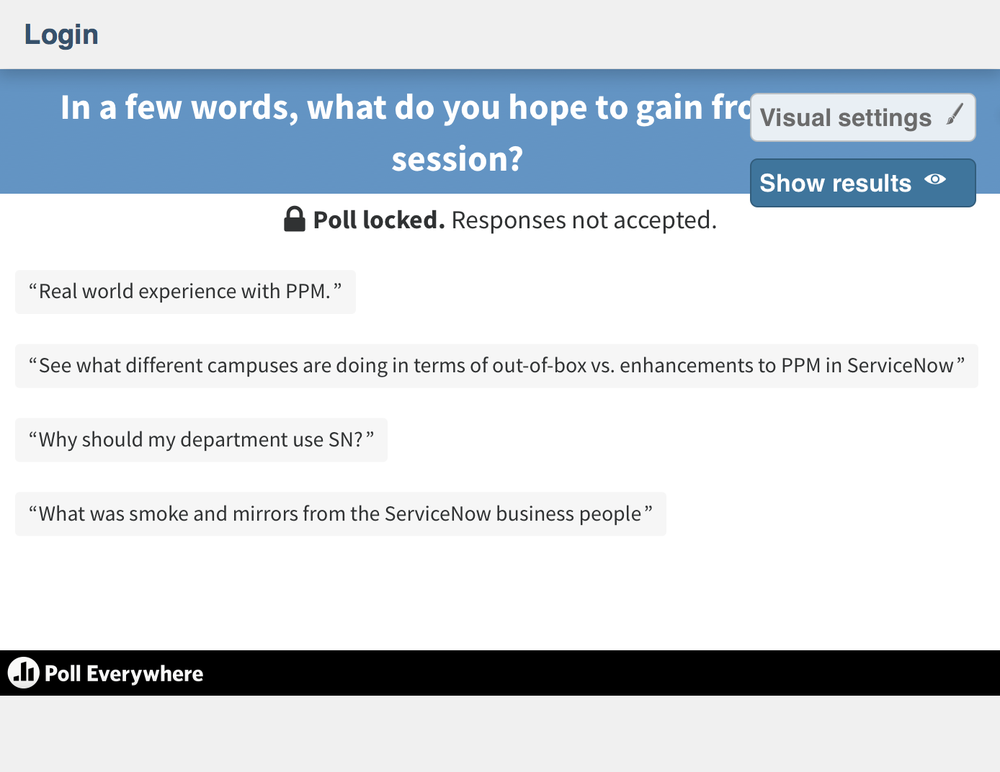 Login
In a few words, what do you hope to gain
session?
Visual settings
Show results
Poll locked. Responses not accepted.
“Real world experience with PPM.”
“See what different campuses are doing in terms of out-of-box vs. enhancements to PPM in ServiceNow”
“Why should my department use SN?”
“What was smoke and mirrors from the ServiceNow business people”
Poll Everywhere